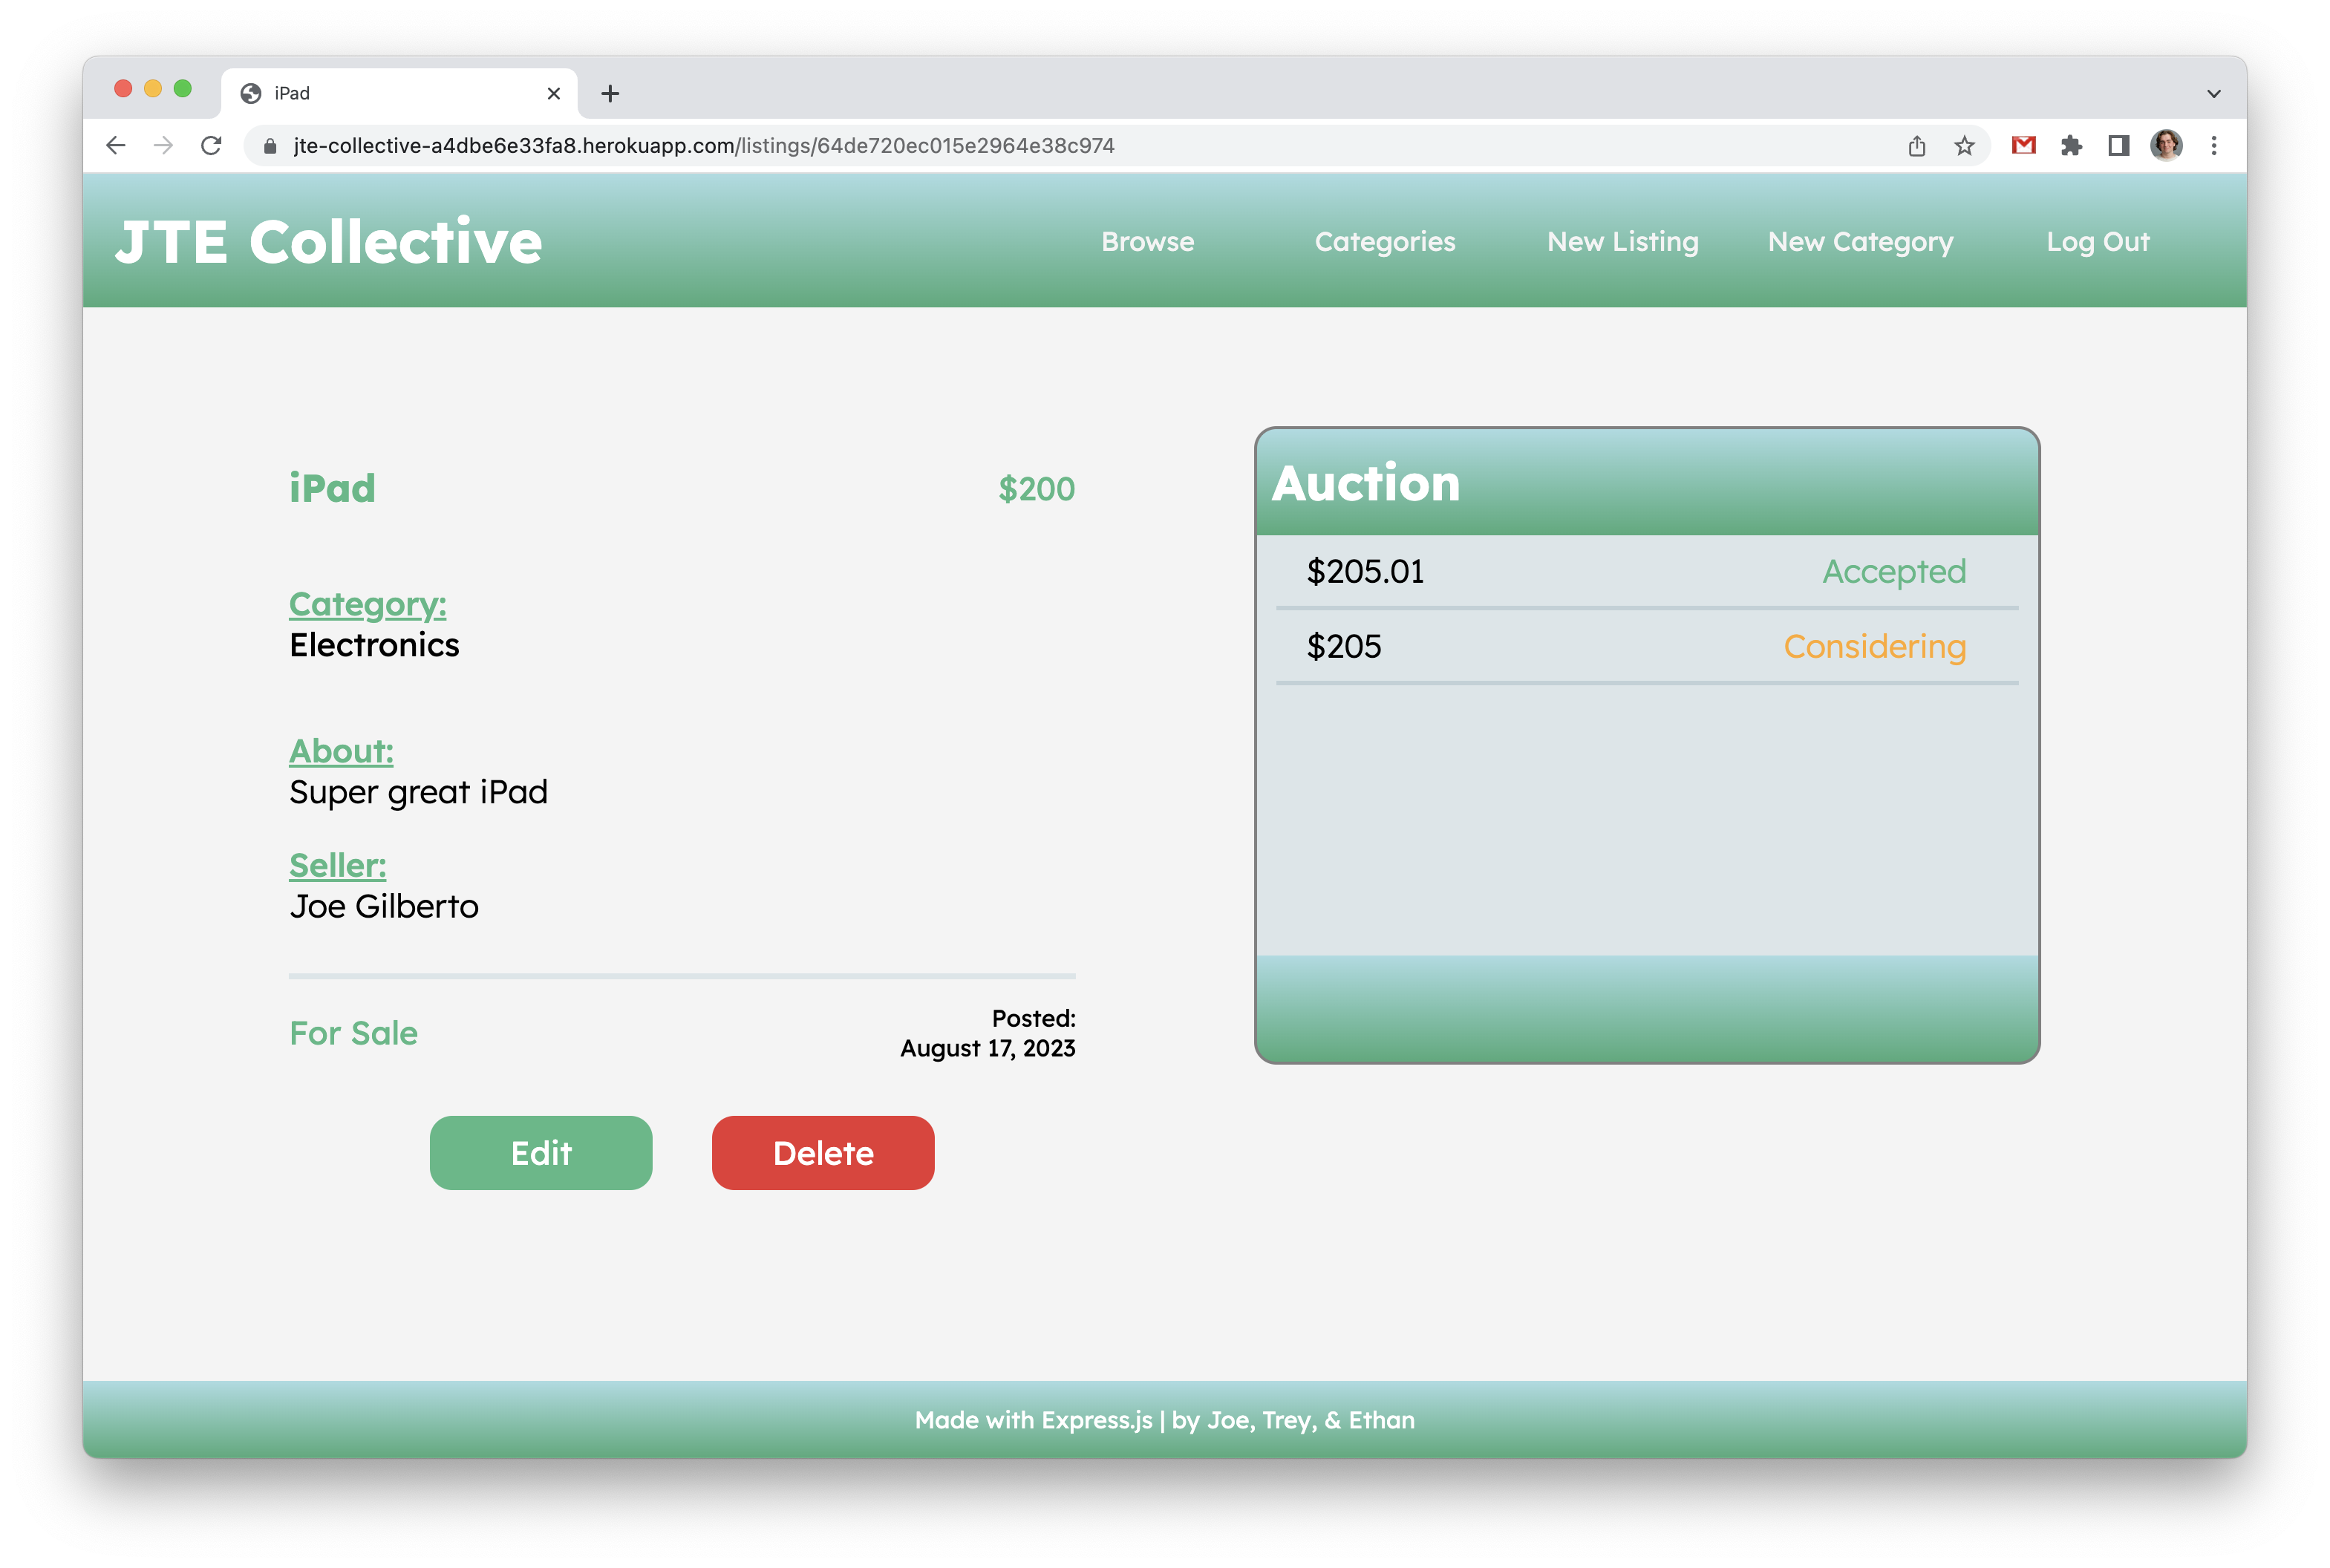 iPad
jte-collective-a4dbe6e33fa8.herokuapp.com/listings/64de720ec015e2964e38c974
JTE Collective
Browse
Categories
New Listing
New Category
Log Out
iPad
$200
Category:
Electronics
About:
Super great iPad
Seller:
Joe Gilberto
For Sale
Posted:
August 17, 2023
Edit
Delete
Auction
$205.01
Accepted
$205
Considering
Made with Express.js | by Joe, Trey, & Ethan